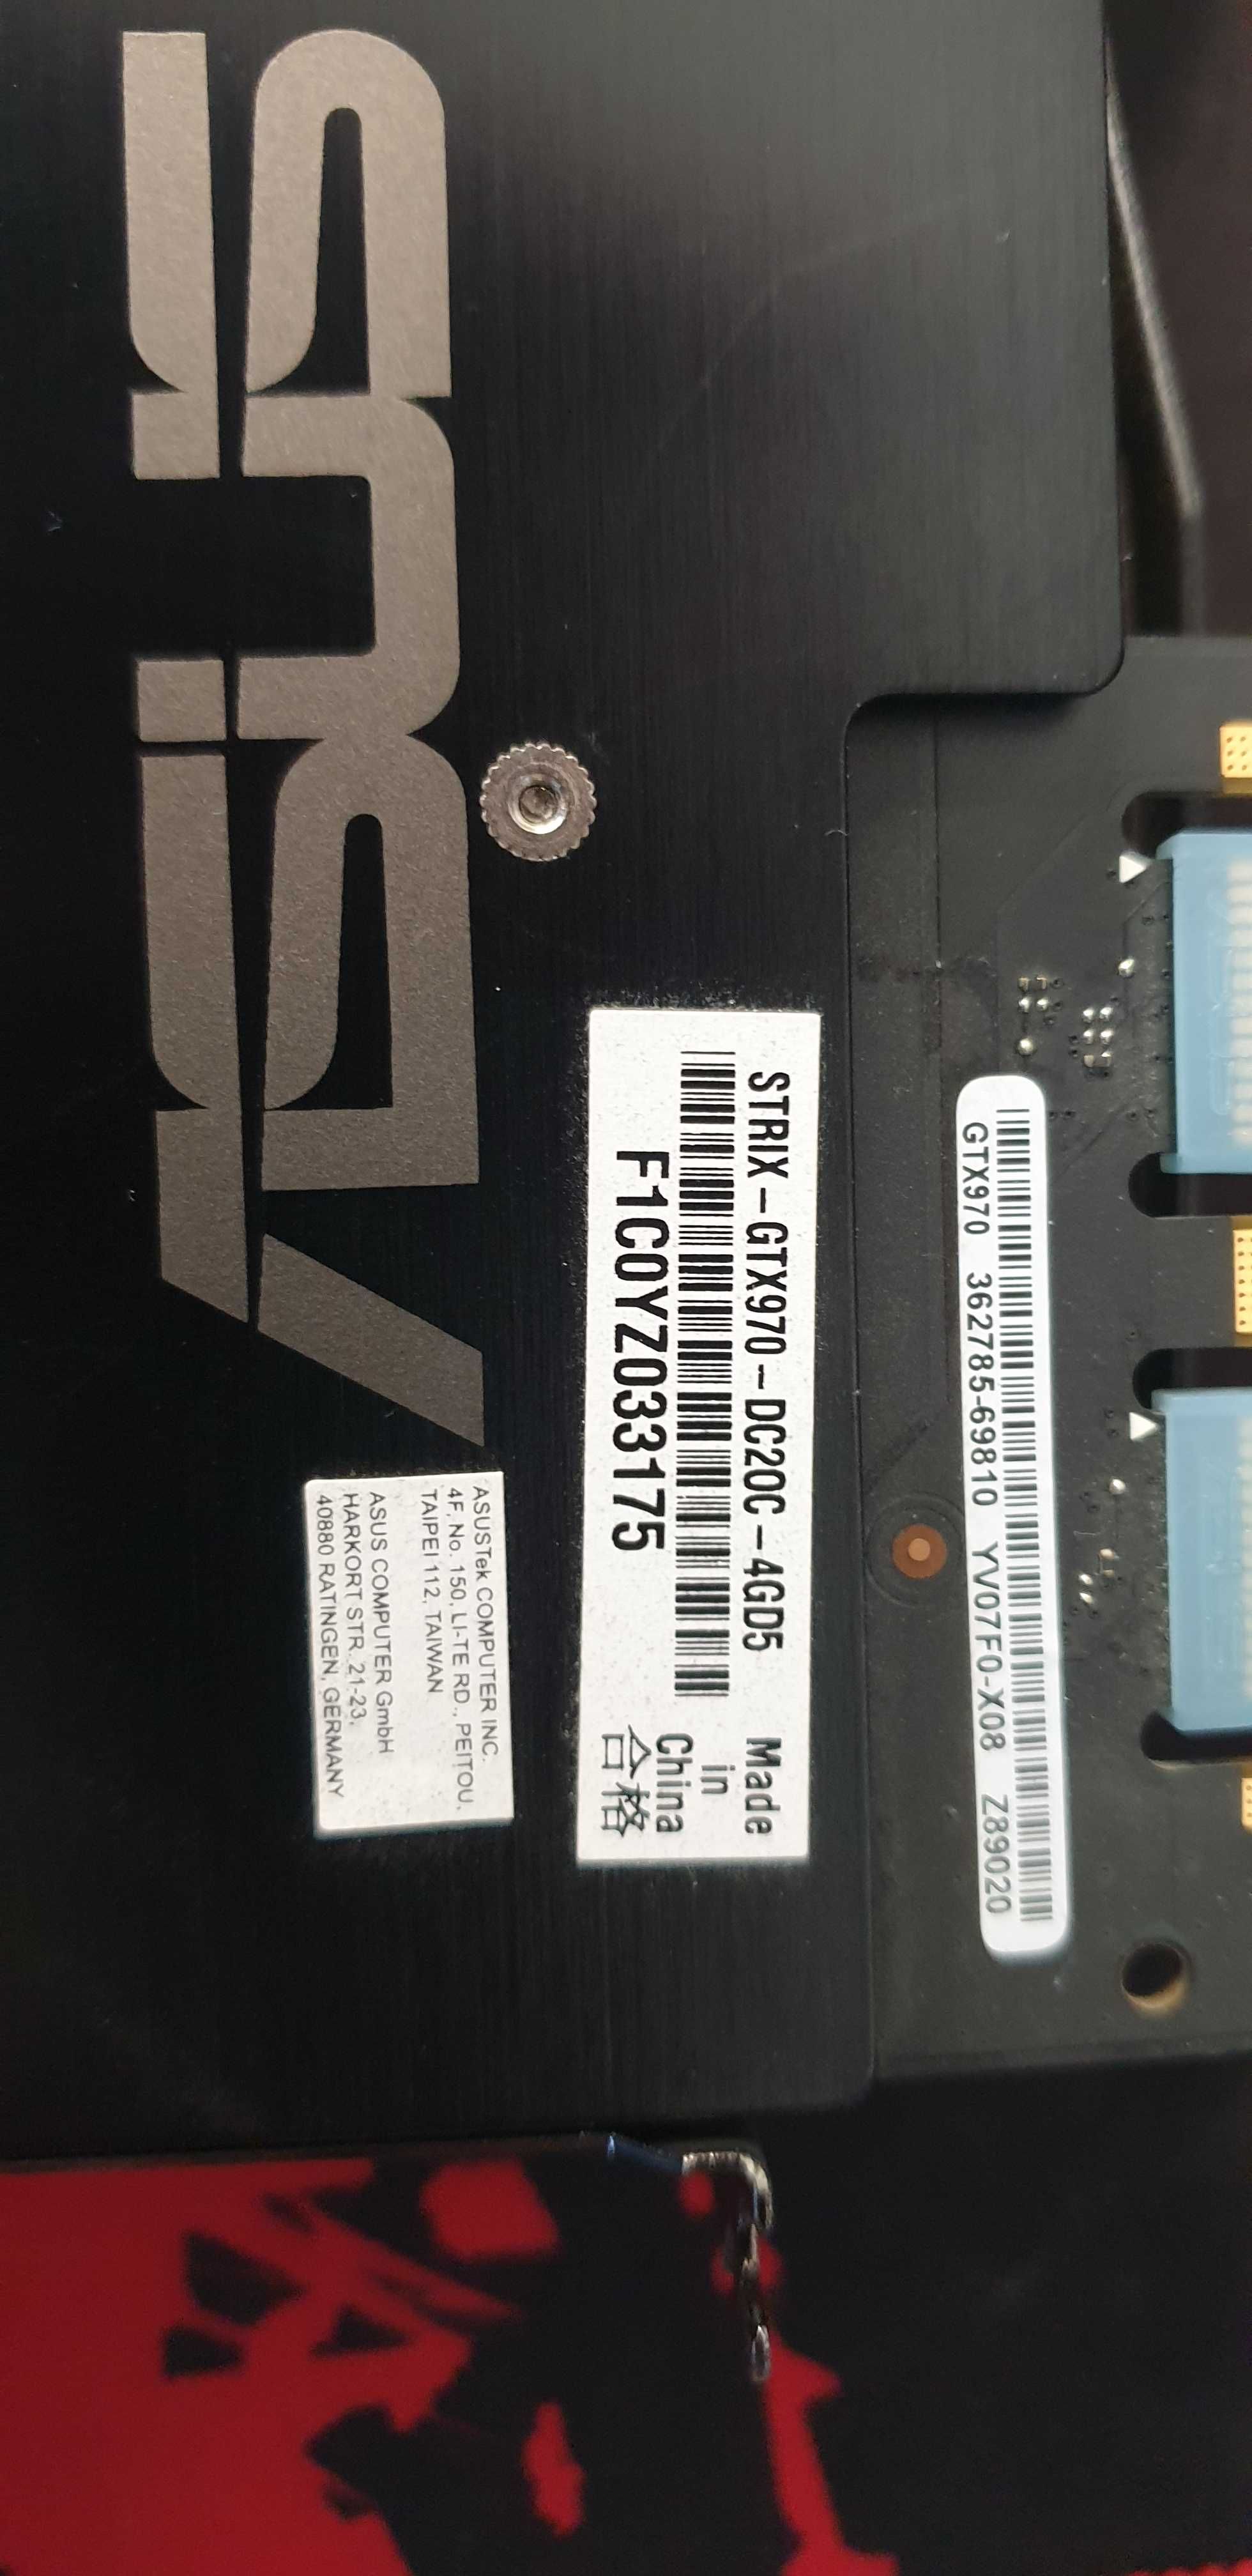 ASUS
STRIX-GTX970-DC2OC-4GD5
F1C0YZ033175
Made
in
China
合格
ASUSTek COMPUTER INC.
4F, No. 150, LI-TE RD., PEITOU,
TAIPEI 112, TAIWAN
ASUS COMPUTER GmbH
HARKORT STR. 21-23,
40880 RATINGEN, GERMANY
GTX970 362785-69810 YV07F0-X08 Z89020